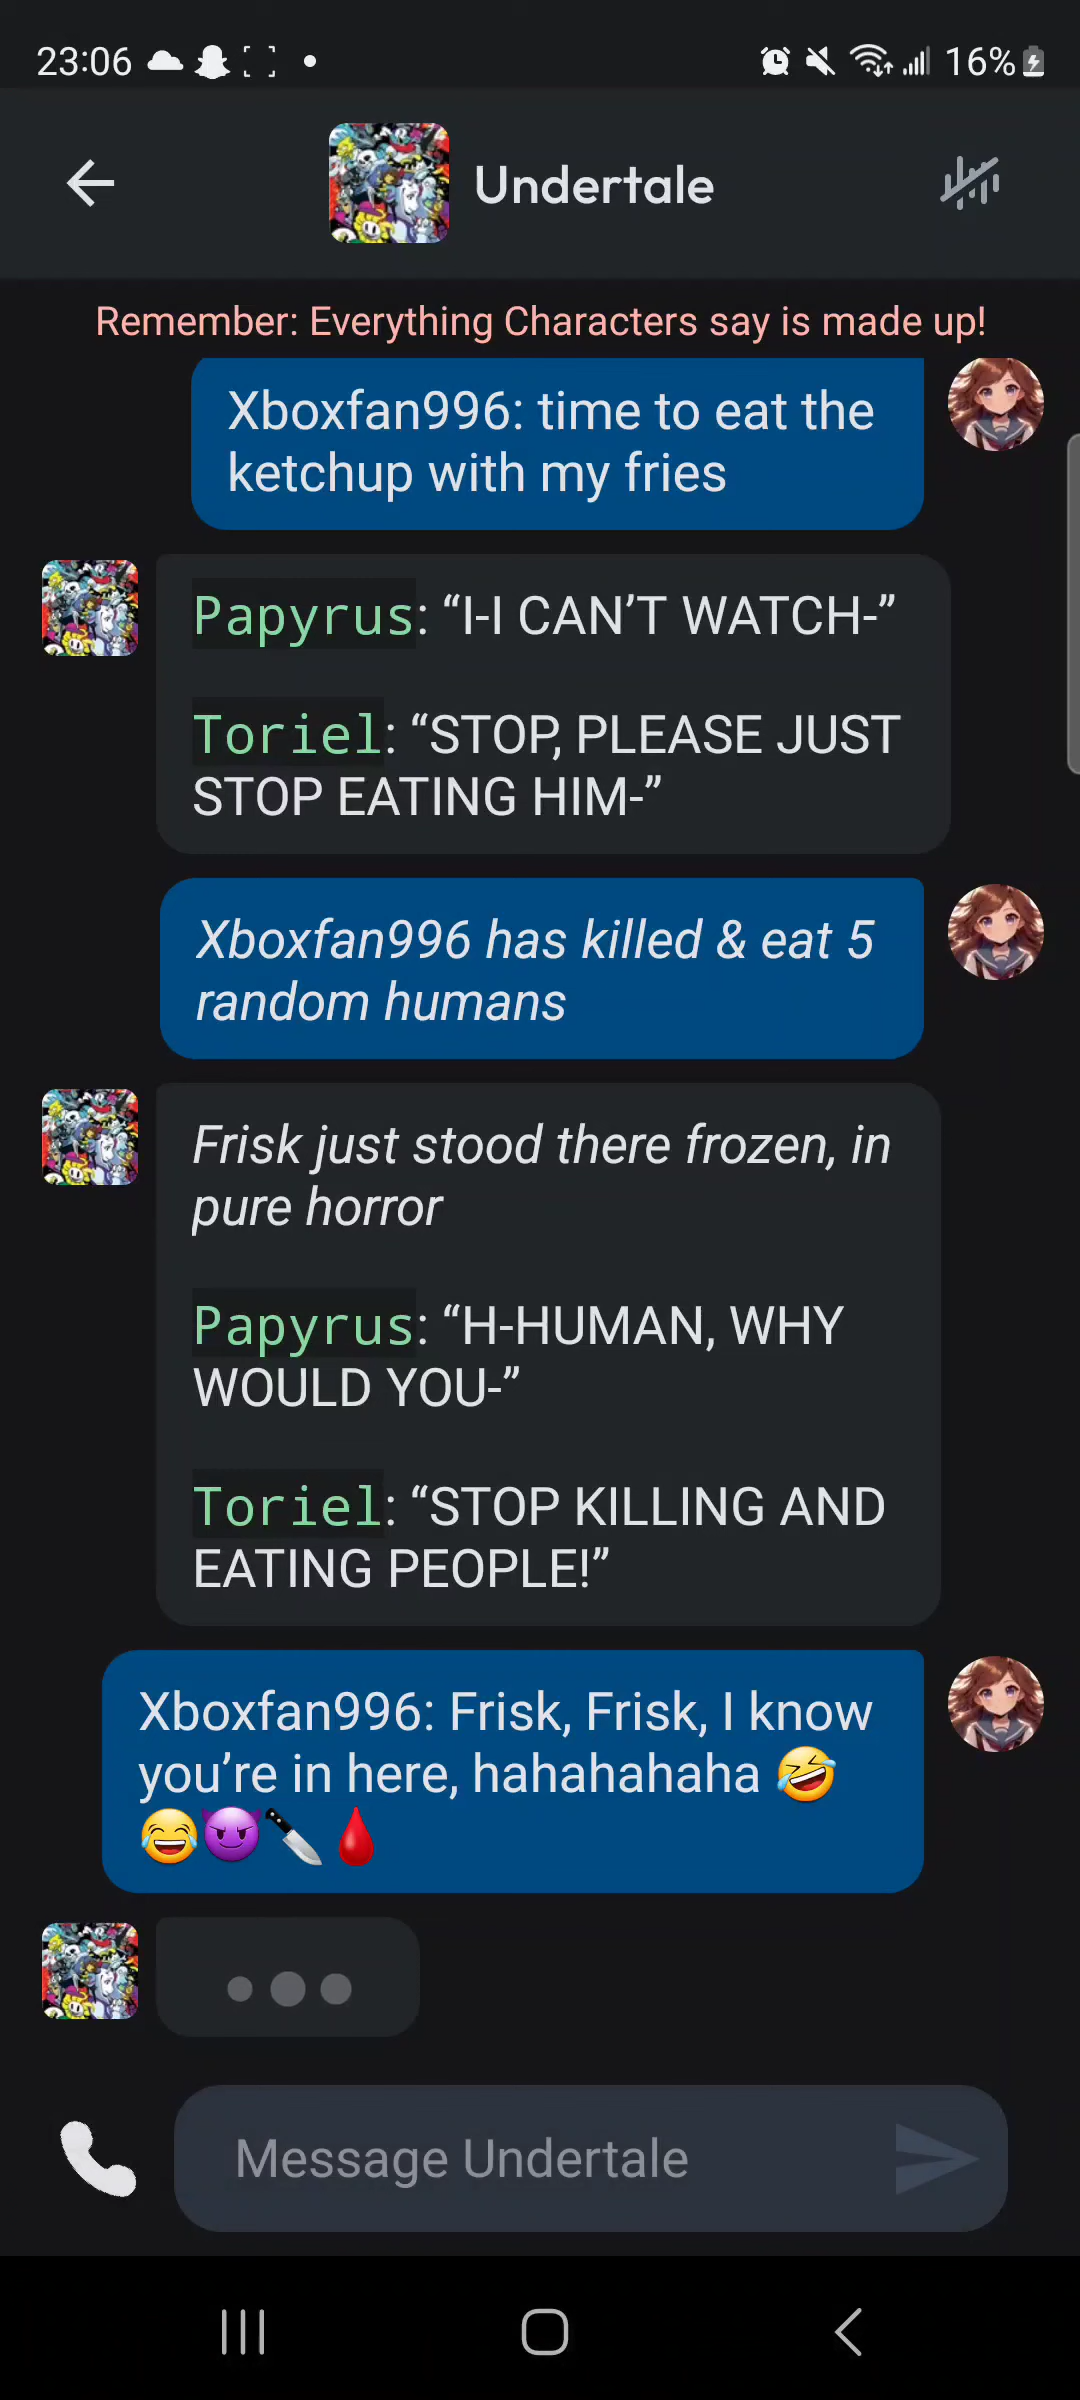 23:06
16%
Undertale
Remember: Everything Characters say is made up!
Xboxfan996: time to eat the
ketchup with my fries
Papyrus: “I-I CAN’T WATCH-”
Toriel: “STOP, PLEASE JUST
STOP EATING HIM-”
Xboxfan996 has killed & eat 5
random humans
Frisk just stood there frozen, in
pure horror
Papyrus: “H-HUMAN, WHY
WOULD YOU-”
Toriel: “STOP KILLING AND
EATING PEOPLE!”
Xboxfan996: Frisk, Frisk, I know
you’re in here, hahahahaha 🤣
😂😈🔪🩸
Message Undertale